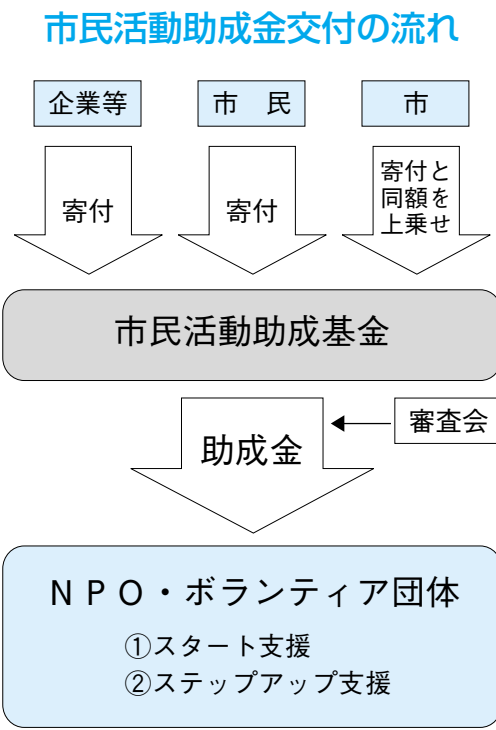 市民活動助成金交付の流れ
企業等
市 民
市
寄付
寄付
寄付と
同額を
上乗せ
市民活動助成基金
助成金
審査会
NPO・ボランティア団体
①スタート支援
②ステップアップ支援